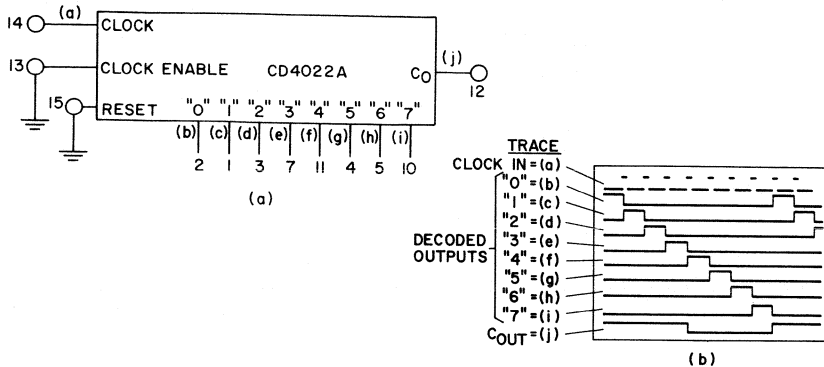 14 (a) CLOCK
13 CLOCK ENABLE CD4022A C₀ (j) 12
15 RESET "0" "1" "2" "3" "4" "5" "6" "7"
(b) (c) (d) (e) (f) (g) (h) (i)
2 1 3 7 11 4 5 10
(a)
TRACE
CLOCK IN=(a)
"0"=(b)
"1"=(c)
"2"=(d)
"3"=(e)
DECODED OUTPUTS
"4"=(f)
"5"=(g)
"6"=(h)
"7"=(i)
COUT=(j)
(b)